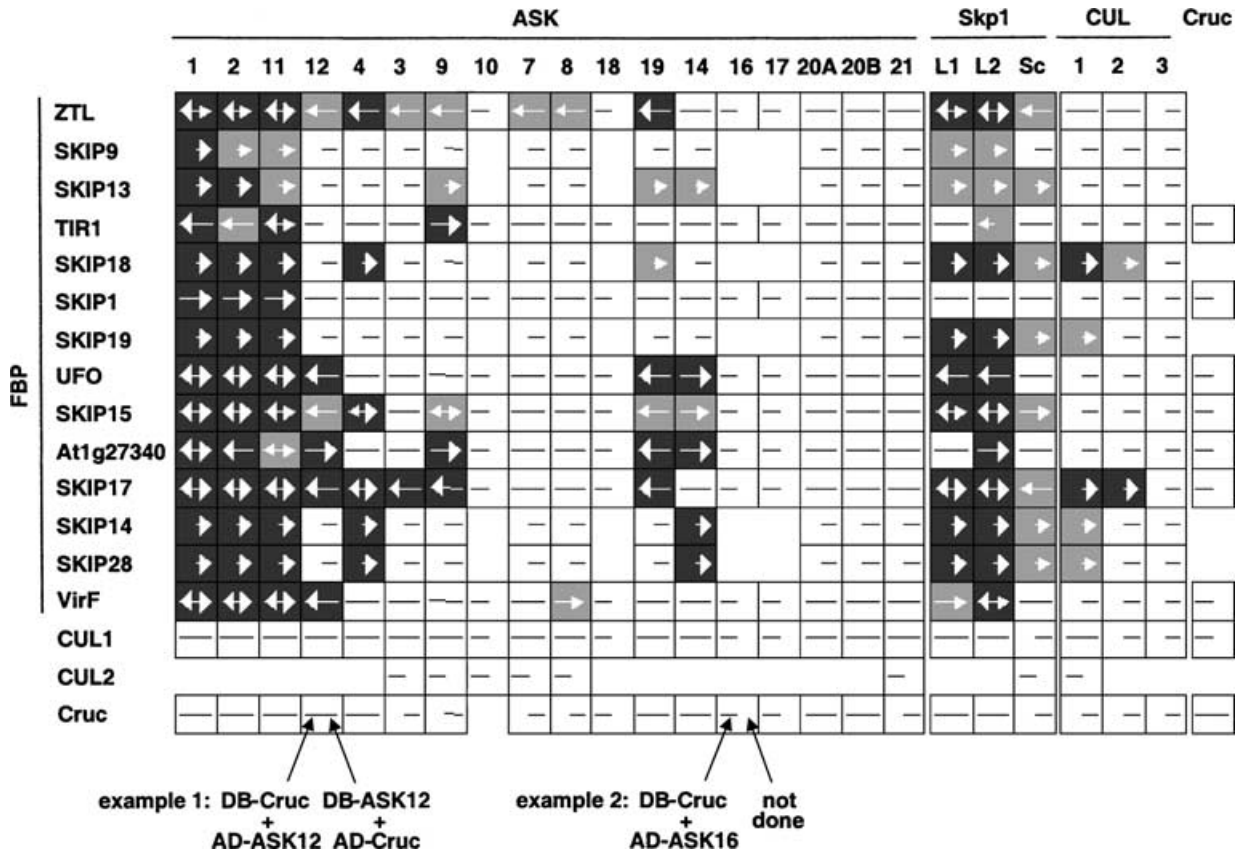 ASK Skp1 CUL Cruc
1 2 11 12 4 3 9 10 7 8 18 19 14 16 17 20A 20B 21 L1 L2 Sc 1 2 3
FBP
ZTL
SKIP9
SKIP13
TIR1
SKIP18
SKIP1
SKIP19
UFO
SKIP15
At1g27340
SKIP17
SKIP14
SKIP28
VirF
CUL1
CUL2
Cruc
example 1: DB-Cruc DB-ASK12 example 2: DB-Cruc not
+ + + done
AD-ASK12 AD-Cruc AD-ASK16